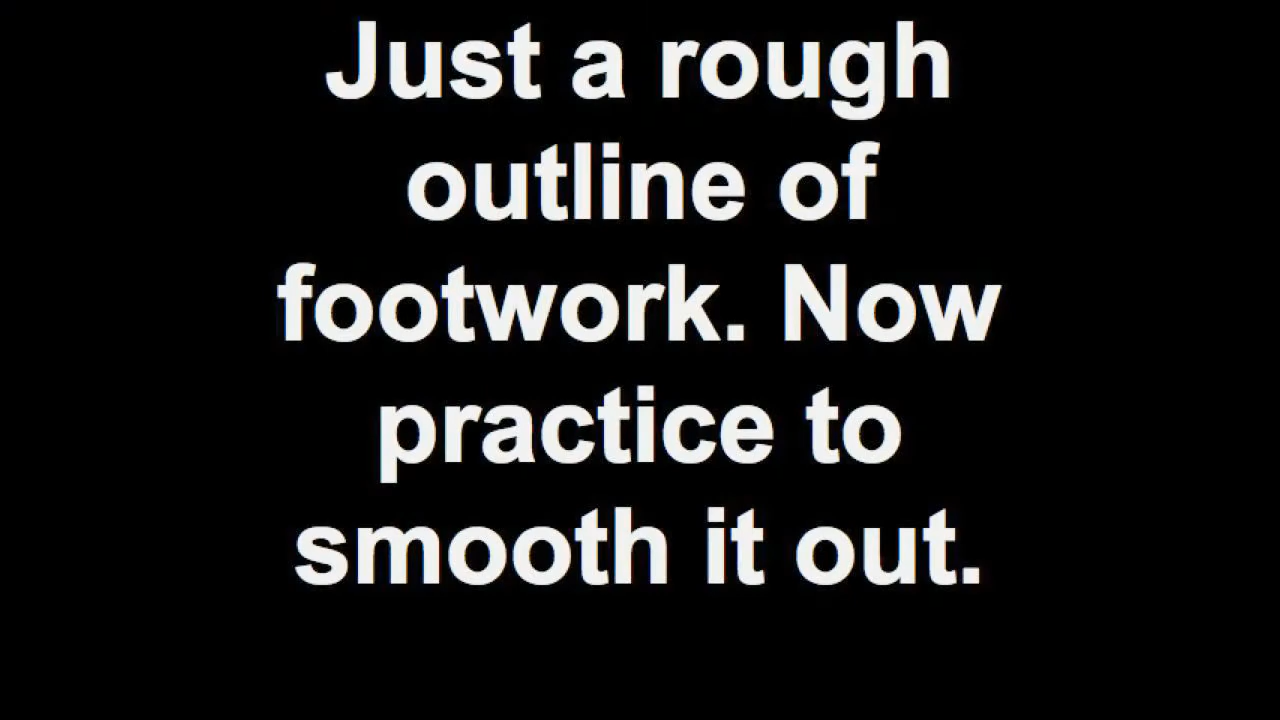 Just a rough
outline of
footwork. Now
practice to
smooth it out.